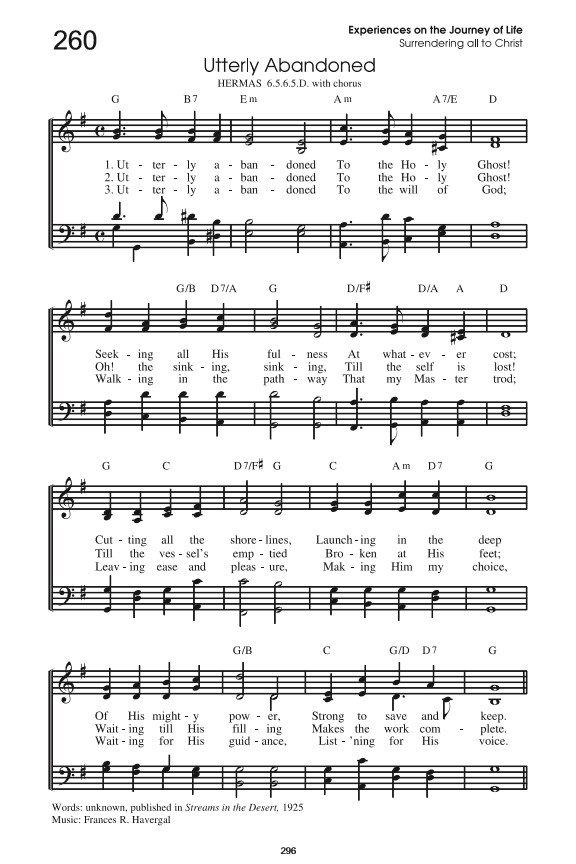 260
Experiences on the Journey of Life
Surrendering all to Christ
Utterly Abandoned
HERMAS 6.5.6.5.D. with chorus
G B7 Em Am A7/E D
1. Ut - ter - ly a - ban - doned To the Ho - ly Ghost!
2. Ut - ter - ly a - ban - doned To the Ho - ly Ghost!
3. Ut - ter - ly a - ban - doned To the will of God;
G/B D7/A G D/F# D/A A D
Seek - ing all His ful - ness At what - ev - er cost;
Oh! the sink - ing, sink - ing, Till the self is lost!
Walk - ing in the path - way That my Mas - ter trod;
G C D7/F# G C Am D7 G
Cut - ting all the shore - lines, Launch - ing in the deep
Till the ves - sel's emp - tied Bro - ken at His feet;
Leav - ing ease and pleas - ure, Mak - ing Him my choice,
G/B C G/D D7 G
Of His might - y pow - er, Strong to save and keep.
Wait - ing till His fill - ing Makes the work com - plete.
Wait - ing for His guid - ance, List - 'ning for His voice.
Words: unknown, published in Streams in the Desert, 1925
Music: Frances R. Havergal
296